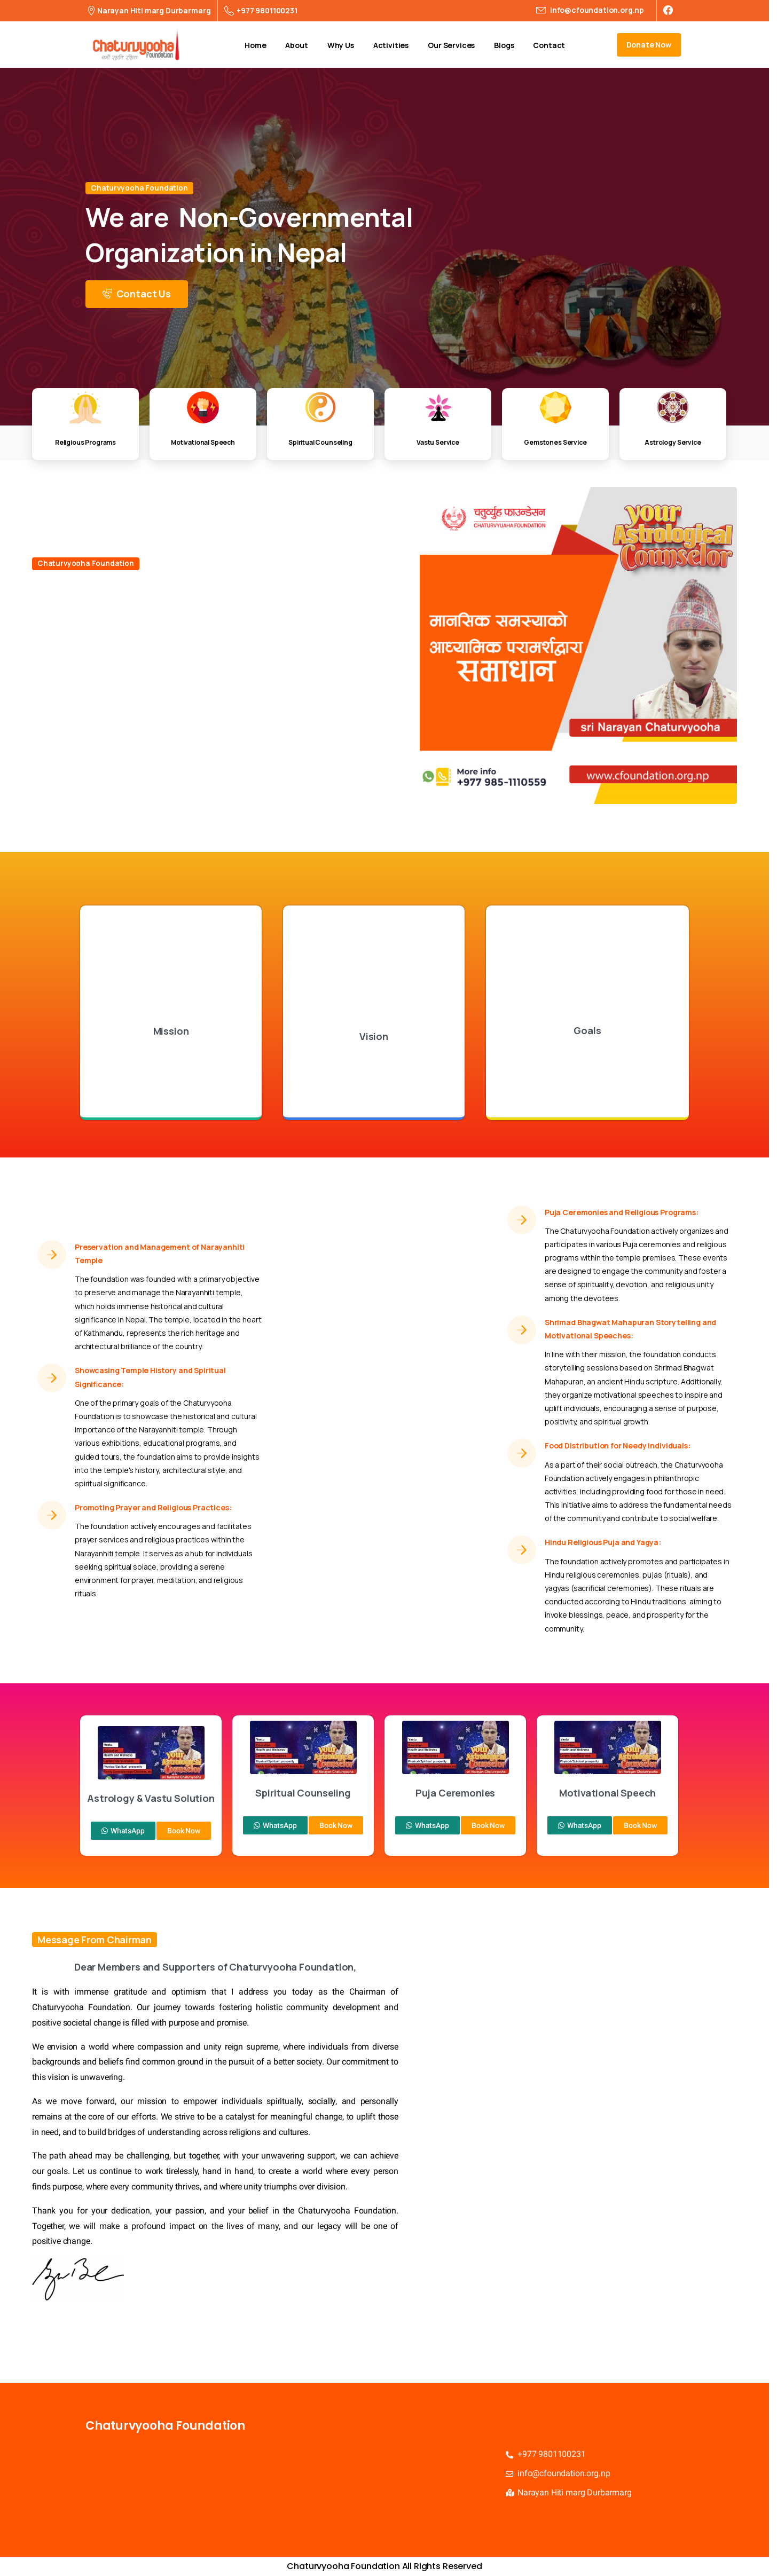 Narayan Hiti marg Durbarmarg
+977 9801100231
info@cfoundation.org.np
Chaturvyooha
Foundation
Home
About
Why Us
Activities
Our Services
Blogs
Contact
Donate Now
Chaturvyooha Foundation
We are Non-Governmental
Organization in Nepal
Contact Us
Religious Programs
Motivational Speech
Spiritual Counseling
Vastu Service
Gemstones Service
Astrology Service
Chaturvyooha Foundation
चतुर्व्यूह फाउन्डेसन
CHATURVYUAHA FOUNDATION
your
Astrological
Counselor
मानसिक समस्याको
आध्यामिक परामर्शद्वारा
समाधान
sri Narayan Chaturvyooha
More info
+977 985-1110559
www.cfoundation.org.np
Mission
Vision
Goals
Preservation and Management of Narayanhiti
Temple
The foundation was founded with a primary objective
to preserve and manage the Narayanhiti temple,
which holds immense historical and cultural
significance in Nepal. The temple, located in the heart
of Kathmandu, represents the rich heritage and
architectural brilliance of the country.
Showcasing Temple History and Spiritual
Significance:
One of the primary goals of the Chaturvyooha
Foundation is to showcase the historical and cultural
importance of the Narayanhiti temple. Through
various exhibitions, educational programs, and
guided tours, the foundation aims to provide insights
into the temple's history, architectural style, and
spiritual significance.
Promoting Prayer and Religious Practices:
The foundation actively encourages and facilitates
prayer services and religious practices within the
Narayanhiti temple. It serves as a hub for individuals
seeking spiritual solace, providing a serene
environment for prayer, meditation, and religious
rituals.
Puja Ceremonies and Religious Programs:
The Chaturvyooha Foundation actively organizes and
participates in various Puja ceremonies and religious
programs within the temple premises. These events
are designed to engage the community and foster a
sense of spirituality, devotion, and religious unity
among the devotees.
Shrimad Bhagwat Mahapuran Storytelling and
Motivational Speeches:
In line with their mission, the foundation conducts
storytelling sessions based on Shrimad Bhagwat
Mahapuran, an ancient Hindu scripture. Additionally,
they organize motivational speeches to inspire and
uplift individuals, encouraging a sense of purpose,
positivity, and spiritual growth.
Food Distribution for Needy Individuals:
As a part of their social outreach, the Chaturvyooha
Foundation actively engages in philanthropic
activities, including providing food for those in need.
This initiative aims to address the fundamental needs
of the community and contribute to social welfare.
Hindu Religious Puja and Yagya:
The foundation actively promotes and participates in
Hindu religious ceremonies, pujas (rituals), and
yagyas (sacrificial ceremonies). These rituals are
conducted according to Hindu traditions, aiming to
invoke blessings, peace, and prosperity for the
community.
Astrology & Vastu Solution
WhatsApp
Book Now
Spiritual Counseling
WhatsApp
Book Now
Puja Ceremonies
WhatsApp
Book Now
Motivational Speech
WhatsApp
Book Now
Message From Chairman
Dear Members and Supporters of Chaturvyooha Foundation,
It is with immense gratitude and optimism that I address you today as the Chairman of
Chaturvyooha Foundation. Our journey towards fostering holistic community development and
positive societal change is filled with purpose and promise.
We envision a world where compassion and unity reign supreme, where individuals from diverse
backgrounds and beliefs find common ground in the pursuit of a better society. Our commitment to
this vision is unwavering.
As we move forward, our mission to empower individuals spiritually, socially, and personally
remains at the core of our efforts. We strive to be a catalyst for meaningful change, to uplift those
in need, and to build bridges of understanding across religions and cultures.
The path ahead may be challenging, but together, with your unwavering support, we can achieve
our goals. Let us continue to work tirelessly, hand in hand, to create a world where every person
finds purpose, where every community thrives, and where unity triumphs over division.
Thank you for your dedication, your passion, and your belief in the Chaturvyooha Foundation.
Together, we will make a profound impact on the lives of many, and our legacy will be one of
positive change.
Chaturvyooha Foundation
+977 9801100231
info@cfoundation.org.np
Narayan Hiti marg Durbarmarg
Chaturvyooha Foundation All Rights Reserved